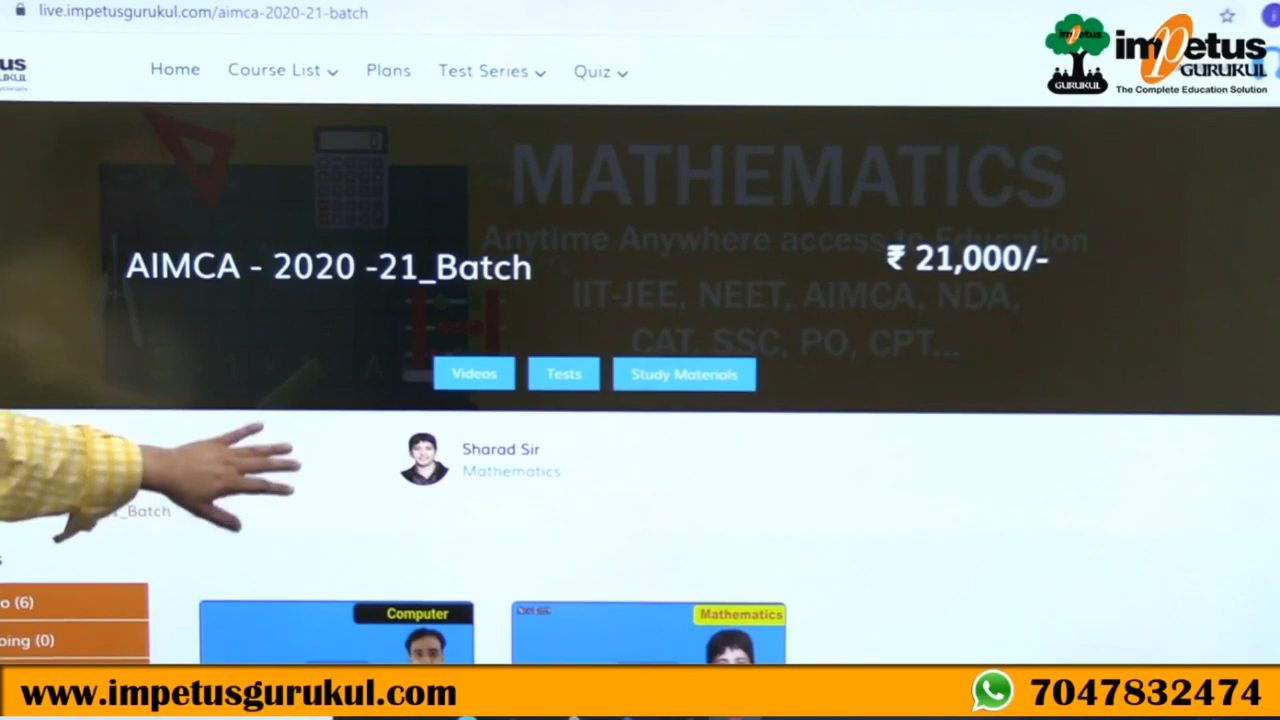 live.impetusgurukul.com/aimca-2020-21-batch
impetus
GURUKUL
impetus
GURUKUL
The Complete Education Solution
Home
Course List
Plans
Test Series
Quiz
MATHEMATICS
Anytime Anywhere access to Education
IIT-JEE, NEET, AIMCA, NDA,
CAT, SSC, PO, CPT...
AIMCA - 2020 -21_Batch
₹ 21,000/-
Videos
Tests
Study Materials
Sharad Sir
Mathematics
_Batch
(6)
(0)
Computer
Mathematics
www.impetusgurukul.com
7047832474